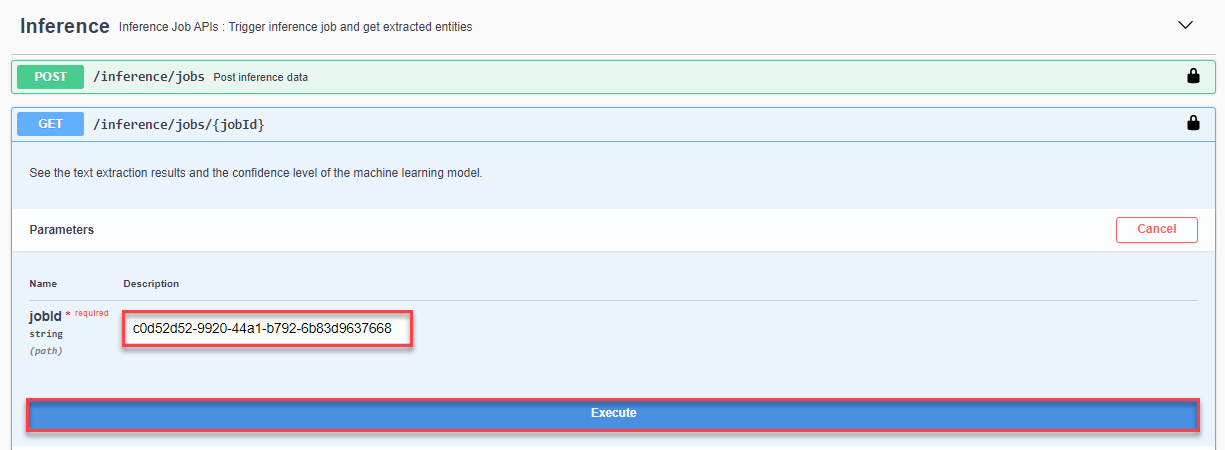 Inference Inference Job APIs : Trigger inference job and get extracted entities
POST /inference/jobs Post inference data
GET /inference/jobs/{jobId}
See the text extraction results and the confidence level of the machine learning model.
Parameters Cancel
Name Description
jobId * required
string
(path)
c0d52d52-9920-44a1-b792-6b83d9637668
Execute